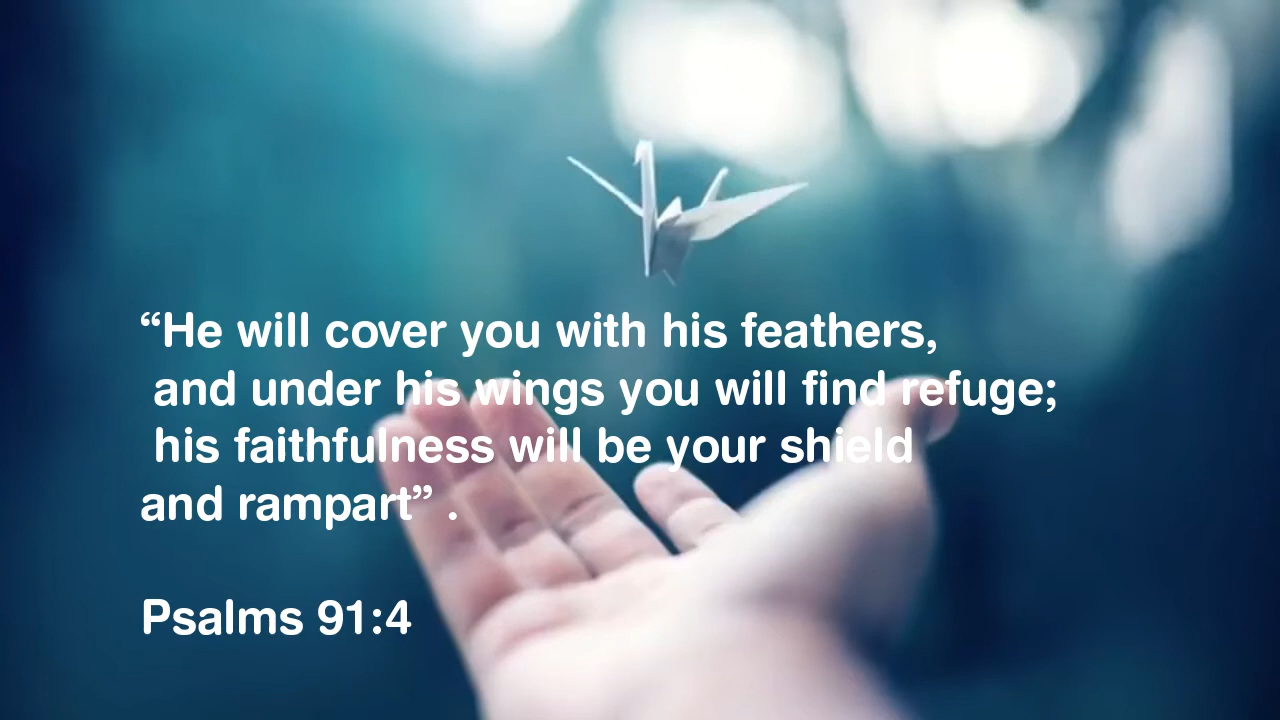 “He will cover you with his feathers,
and under his wings you will find refuge;
his faithfulness will be your shield
and rampart” .
Psalms 91:4